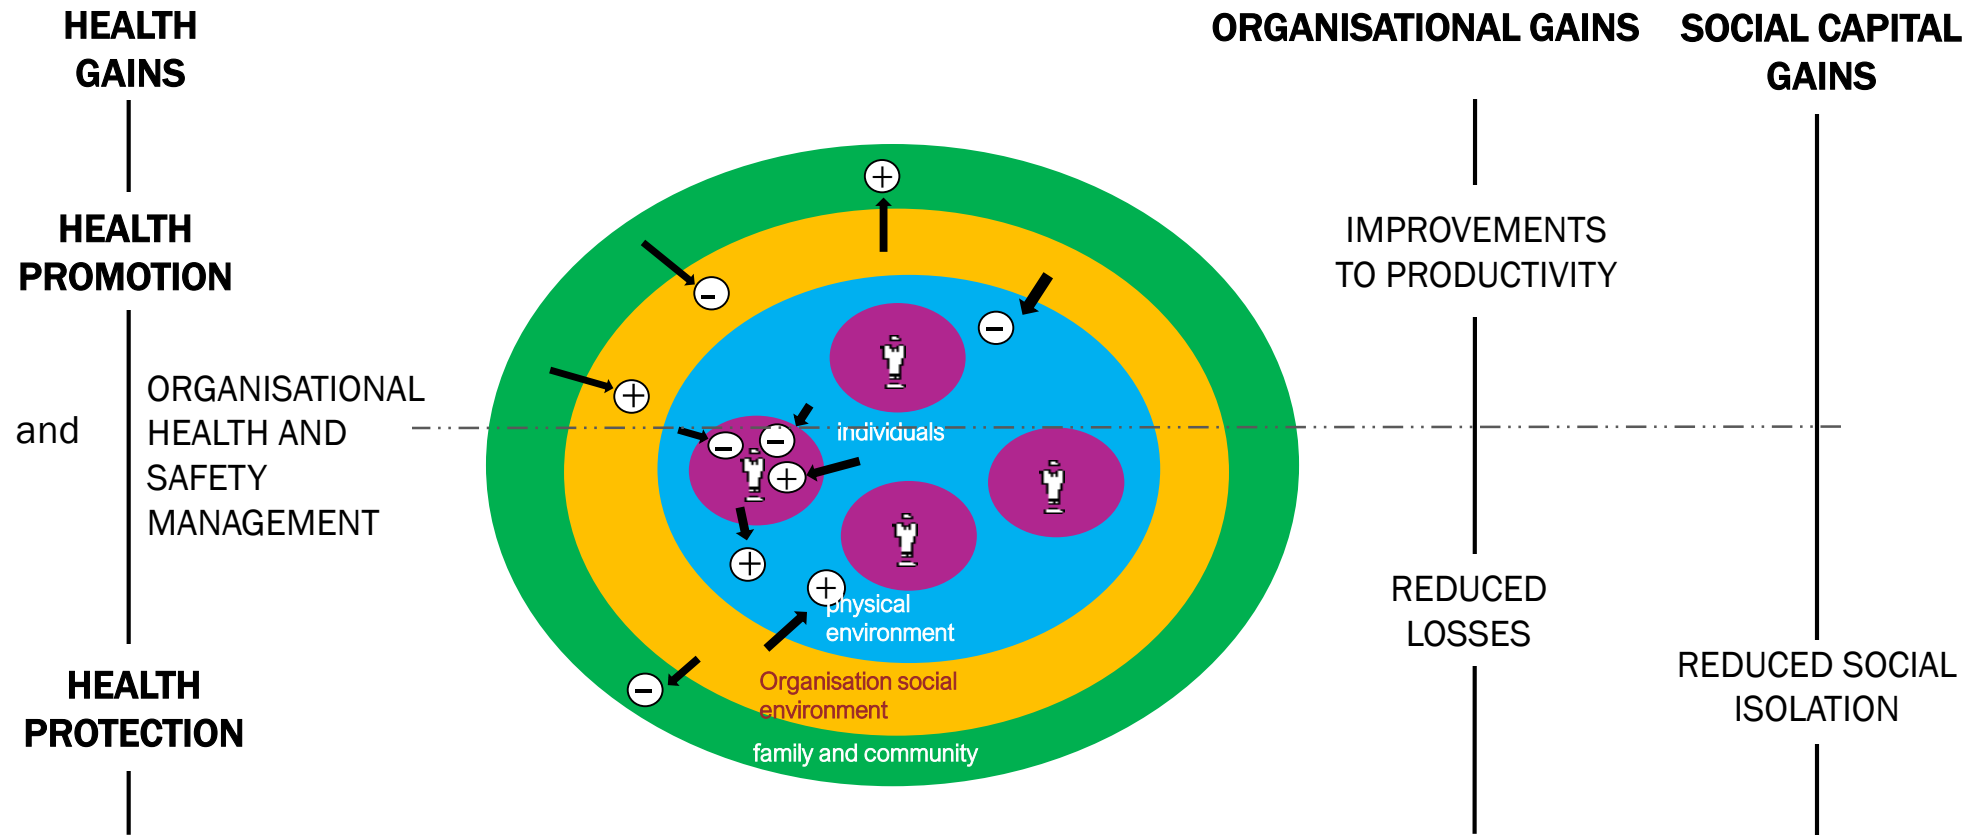 HEALTH
GAINS
HEALTH
PROMOTION
and
ORGANISATIONAL
HEALTH AND
SAFETY
MANAGEMENT
HEALTH
PROTECTION
+
−
−
+
−
−
+
+
+
−
individuals
physical
environment
Organisation social
environment
family and community
ORGANISATIONAL GAINS
IMPROVEMENTS
TO PRODUCTIVITY
REDUCED
LOSSES
SOCIAL CAPITAL
GAINS
REDUCED SOCIAL
ISOLATION